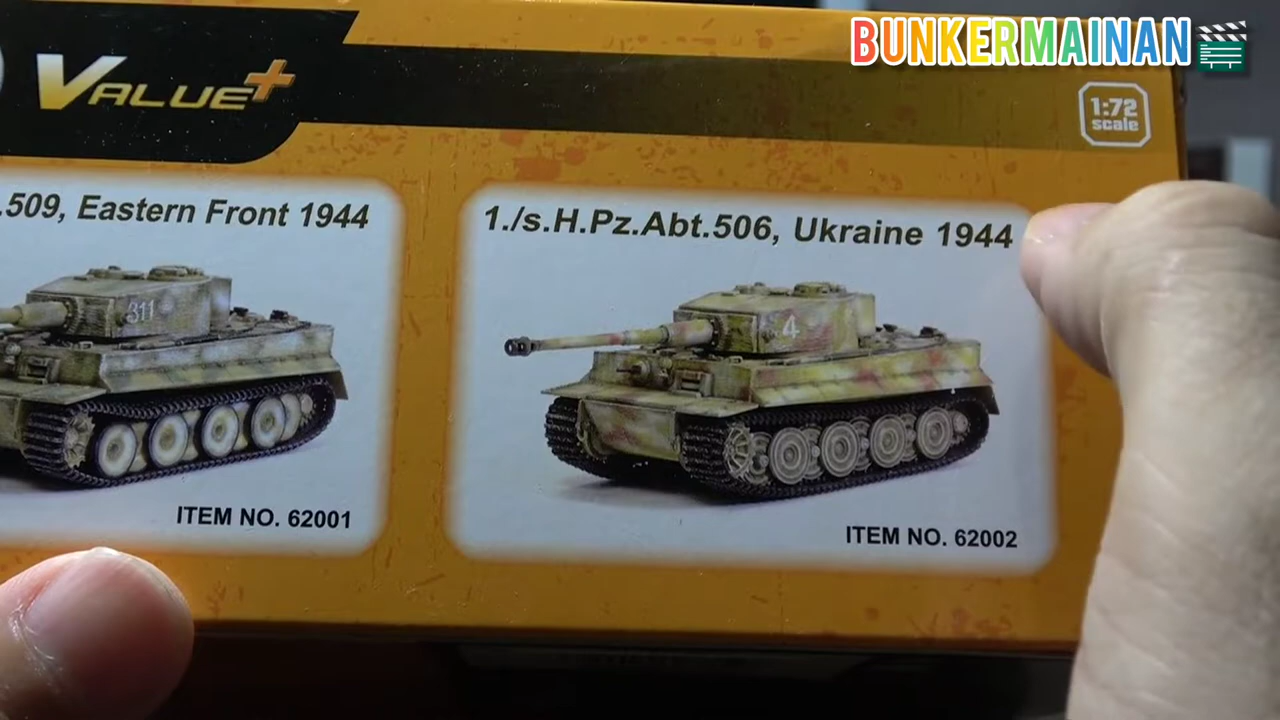 BUNKERMAINAN
VALUE+
1:72
scale
.509, Eastern Front 1944
311
ITEM NO. 62001
1./s.H.Pz.Abt.506, Ukraine 1944
4
ITEM NO. 62002